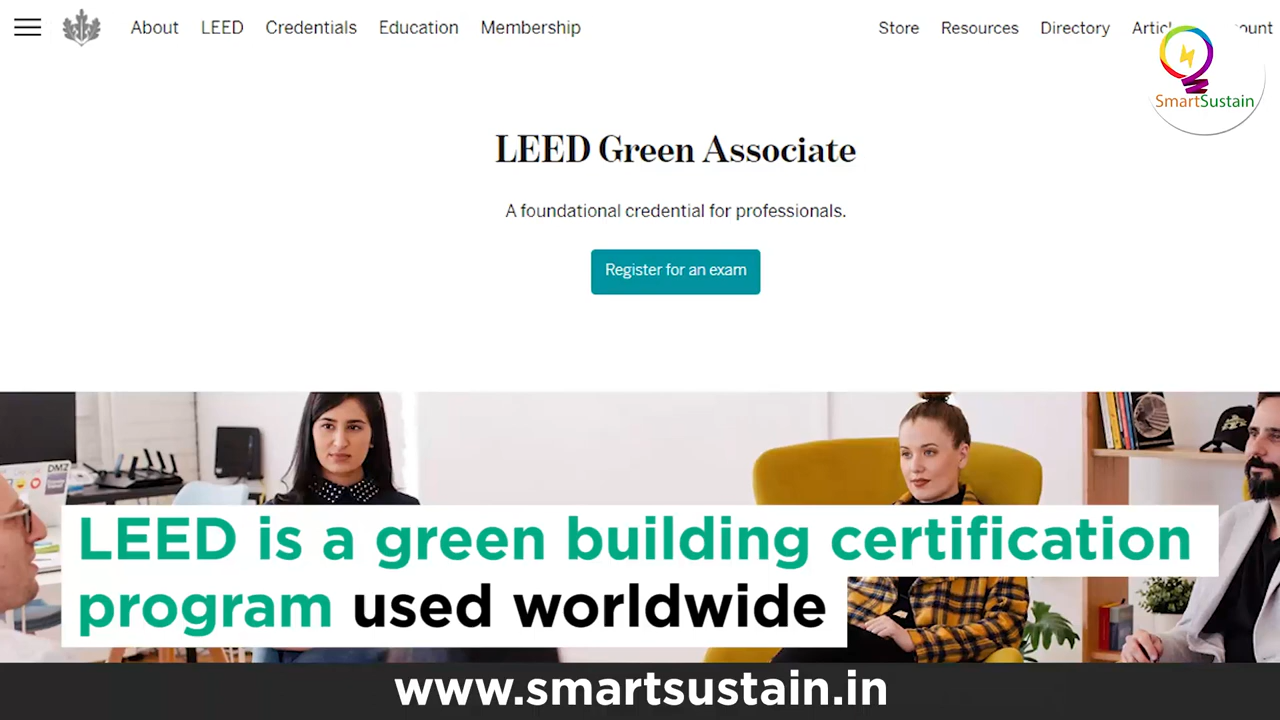 About LEED Credentials Education Membership Store Resources Directory
SmartSustain
LEED Green Associate
A foundational credential for professionals.
Register for an exam
DMZ
LEED is a green building certification
program used worldwide
www.smartsustain.in